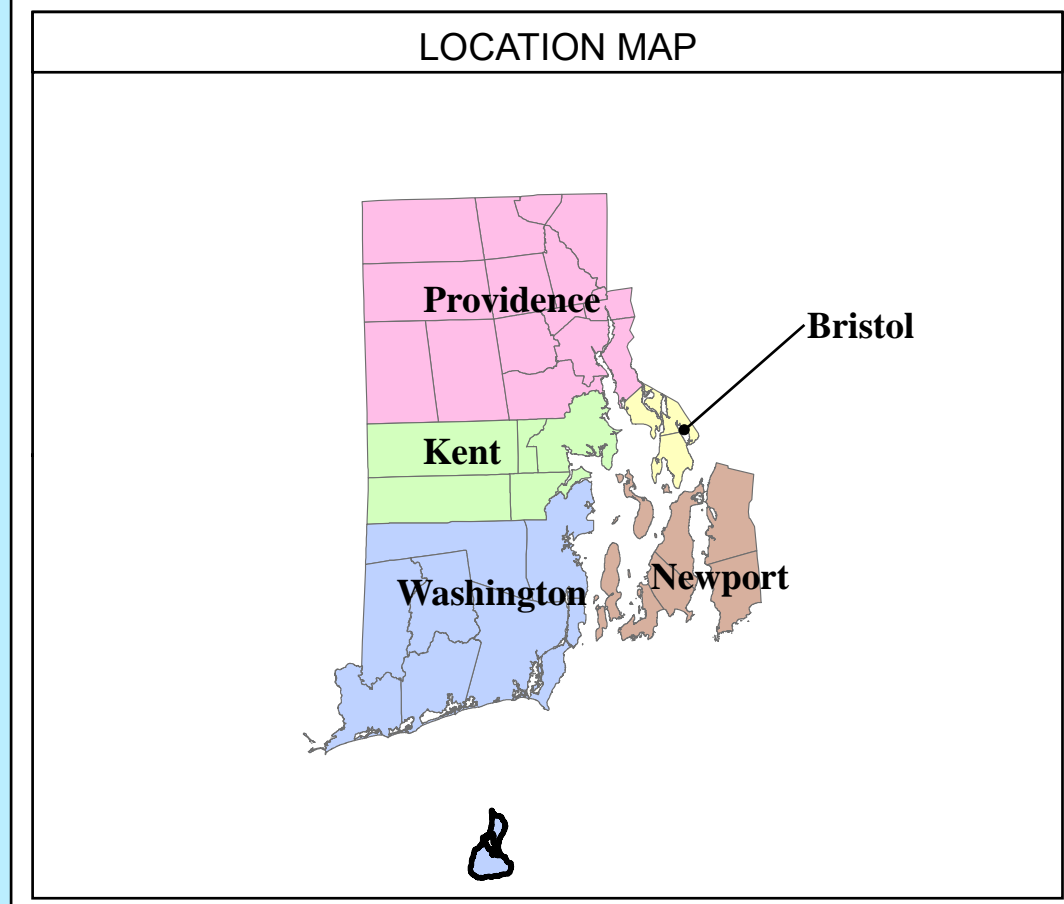 LOCATION MAP
Providence
Bristol
Kent
Newport
Washington